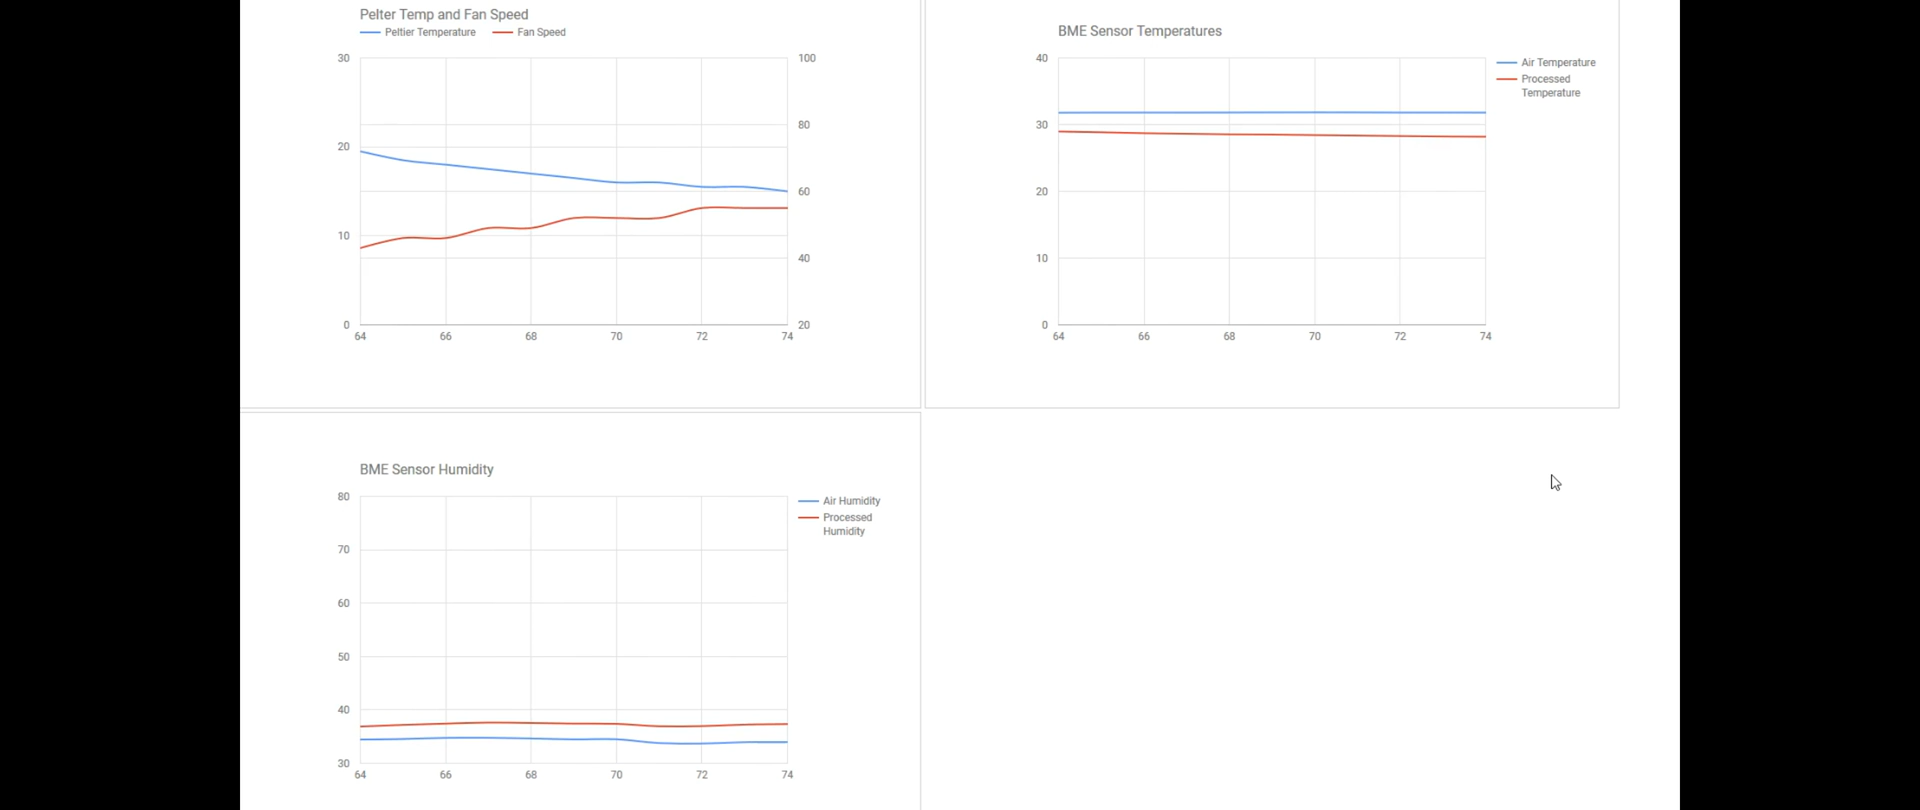 Pelter Temp and Fan Speed
Peltier Temperature Fan Speed
30 100
80
20
60
10
40
0 20
64 66 68 70 72 74
BME Sensor Temperatures
40
Air Temperature
Processed
Temperature
30
20
10
0
64 66 68 70 72 74
BME Sensor Humidity
80
Air Humidity
Processed
Humidity
70
60
50
40
30
64 66 68 70 72 74